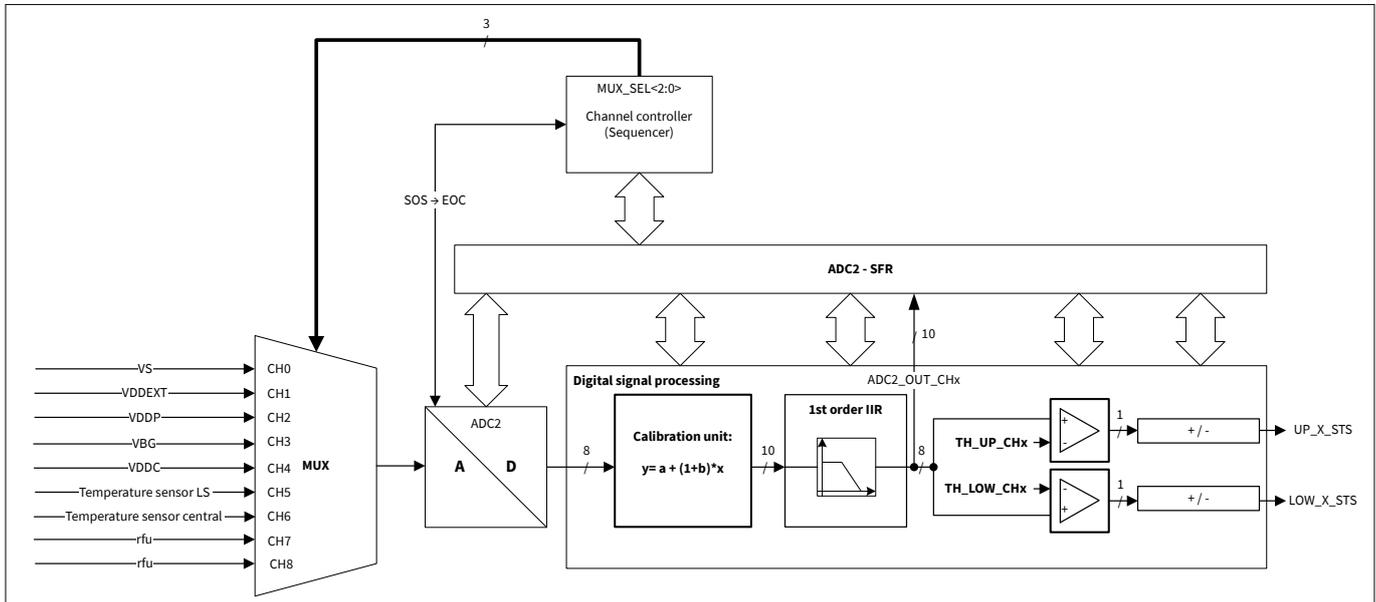 3
MUX_SEL<2:0>
Channel controller
(Sequencer)
SOS → EOC
ADC2 - SFR
10
VS
CH0
VDDEXT
CH1
VDDP
CH2
VBG
CH3
VDDC
CH4
Temperature sensor LS
CH5
Temperature sensor central
CH6
rfu
CH7
rfu
CH8
MUX
ADC2
A
D
8
Digital signal processing
Calibration unit:
y= a + (1+b)*x
10
1st order IIR
ADC2_OUT_CHx
8
TH_UP_CHx
+
-
1
+ / -
UP_X_STS
TH_LOW_CHx
-
+
1
+ / -
LOW_X_STS